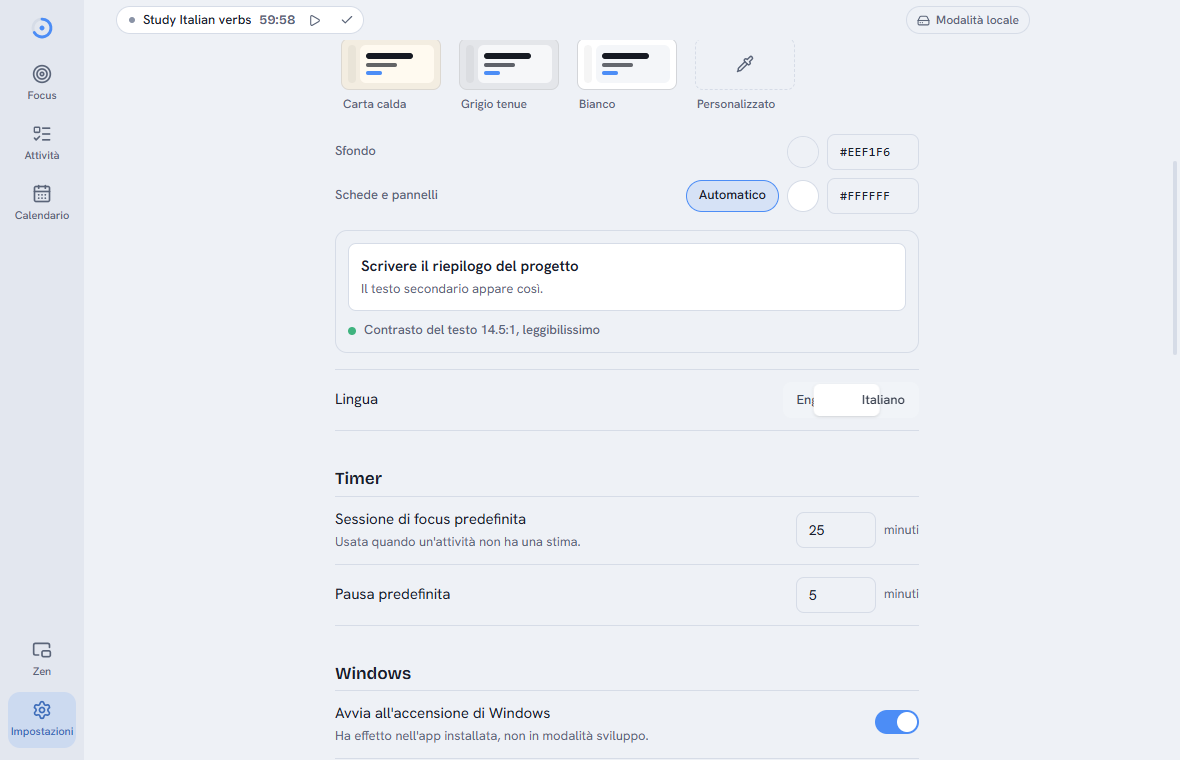 Study Italian verbs 59:58
Modalità locale
Focus
Attività
Calendario
Carta calda
Grigio tenue
Bianco
Personalizzato
Sfondo
#EEF1F6
Schede e pannelli
Automatico
#FFFFFF
Scrivere il riepilogo del progetto
Il testo secondario appare così.
Contrasto del testo 14.5:1, leggibilissimo
Lingua
Italiano
Timer
Sessione di focus predefinita
Usata quando un'attività non ha una stima.
25 minuti
Pausa predefinita
5 minuti
Windows
Avvia all'accensione di Windows
Ha effetto nell'app installata, non in modalità sviluppo.
Zen
Impostazioni